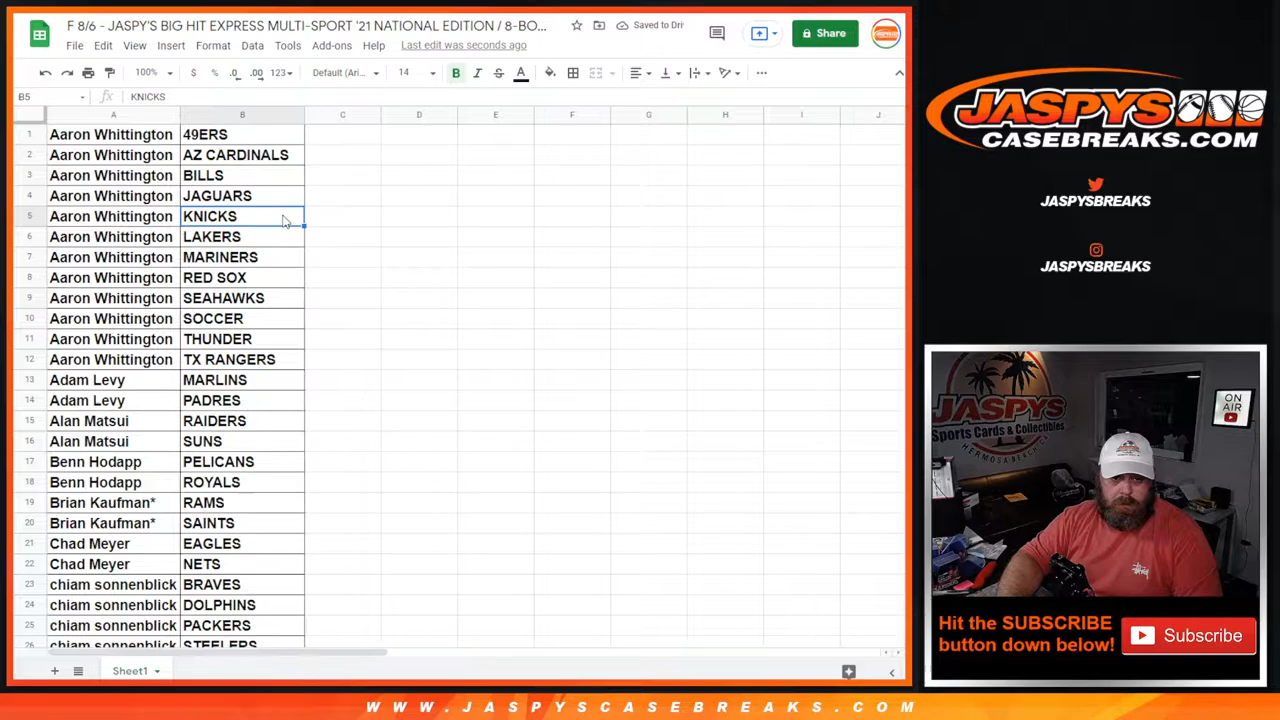 F 8/6 - JASPY'S BIG HIT EXPRESS MULTI-SPORT '21 NATIONAL EDITION / 8-BO...
Saved to Dri
Share
File Edit View Insert Format Data Tools Add-ons Help Last edit was seconds ago
100% $ % .0 .00 123 Default (Ari... 14 B I S A
B5 fx KNICKS
A B C D E F G H I J
1 Aaron Whittington 49ERS
2 Aaron Whittington AZ CARDINALS
3 Aaron Whittington BILLS
4 Aaron Whittington JAGUARS
5 Aaron Whittington KNICKS
6 Aaron Whittington LAKERS
7 Aaron Whittington MARINERS
8 Aaron Whittington RED SOX
9 Aaron Whittington SEAHAWKS
10 Aaron Whittington SOCCER
11 Aaron Whittington THUNDER
12 Aaron Whittington TX RANGERS
13 Adam Levy MARLINS
14 Adam Levy PADRES
15 Alan Matsui RAIDERS
16 Alan Matsui SUNS
17 Benn Hodapp PELICANS
18 Benn Hodapp ROYALS
19 Brian Kaufman* RAMS
20 Brian Kaufman* SAINTS
21 Chad Meyer EAGLES
22 Chad Meyer NETS
23 chiam sonnenblick BRAVES
24 chiam sonnenblick DOLPHINS
25 chiam sonnenblick PACKERS
26 chiam sonnenblick STEELERS
Sheet1
JASPYS
CASEBREAKS.COM
JASPYSBREAKS
JASPYSBREAKS
JASPYS
Sports Cards & Collectibles
HERMOSA BEACH CA
ON
AIR
Hit the SUBSCRIBE
button down below!
Subscribe
WWW.JASPYSCASEBREAKS.COM